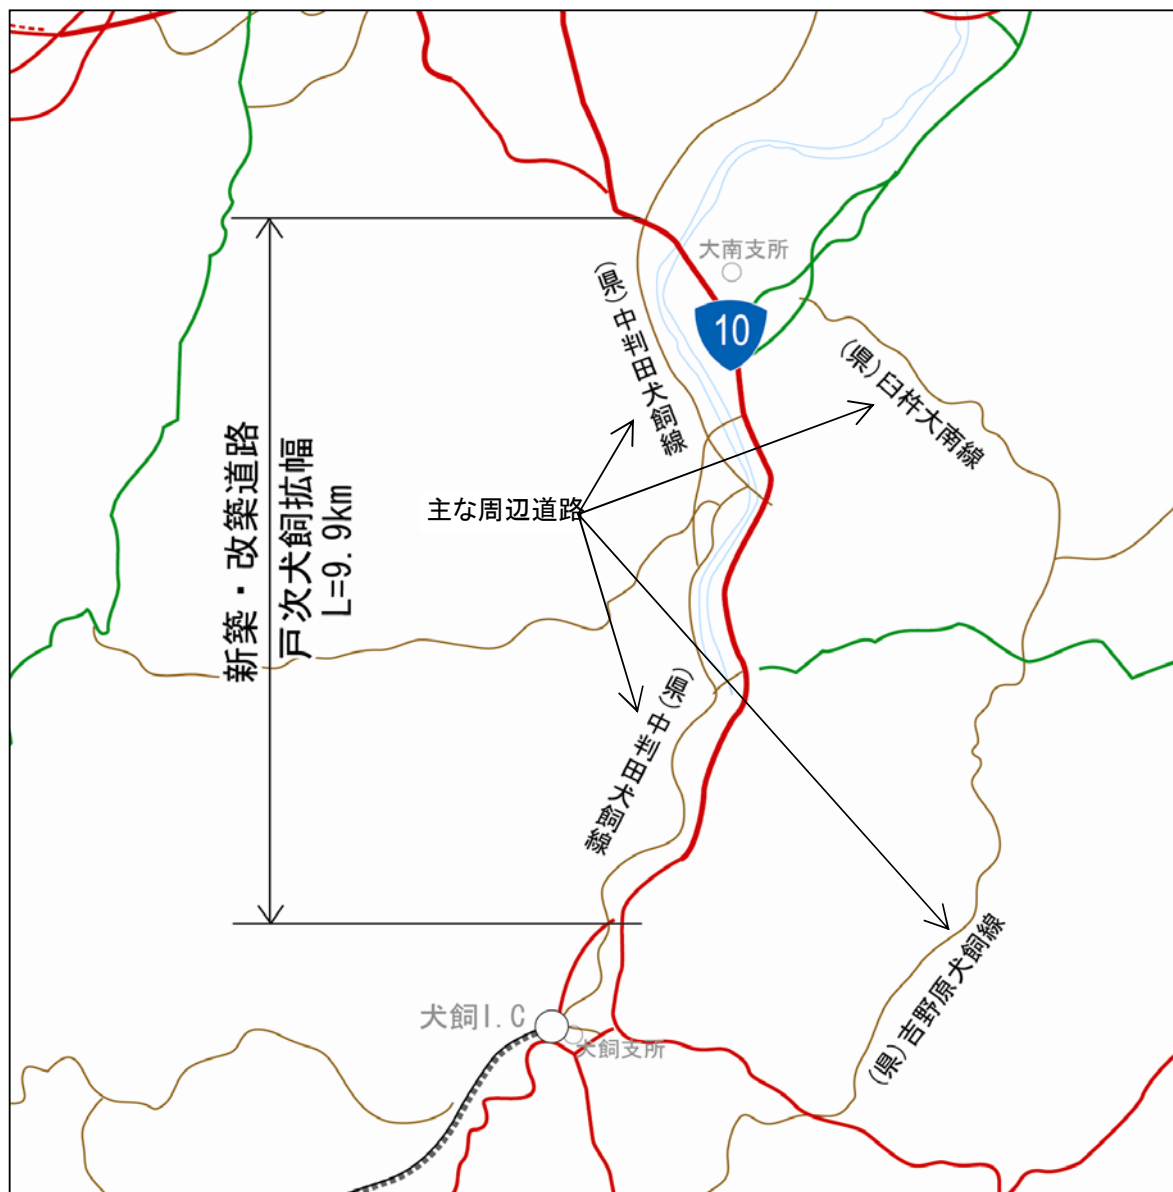 大南支所
(県)中判田犬飼線
10
(県)臼杵大南線
新築・改築道路
戸次犬飼拡幅
L=9.9km
主な周辺道路
(県)中判田犬飼線
(県)吉野原犬飼線
犬飼I.C
犬飼支所